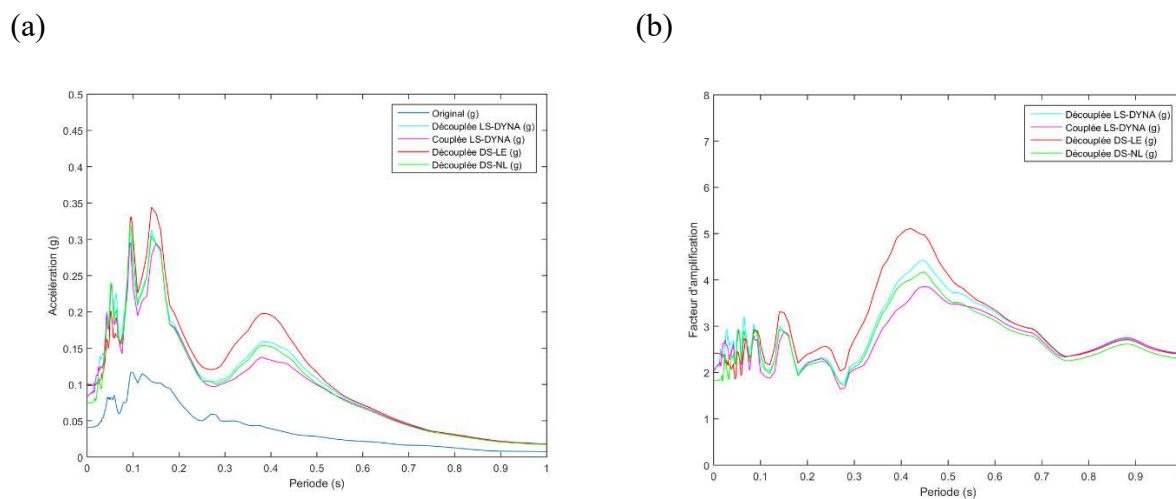 (a)
(b)
0.5
0.45
0.4
0.35
0.3
0.25
0.2
0.15
0.1
0.05
0
Accélèration (g)
Original (g)
Découplée LS-DYNA (g)
Couplée LS-DYNA (g)
Découplée DS-LE (g)
Découplée DS-NL (g)
0 0.1 0.2 0.3 0.4 0.5 0.6 0.7 0.8 0.9 1
Periode (s)
8
7
6
5
4
3
2
1
0
Facteur d'amplification
Découplée LS-DYNA (g)
Couplée LS-DYNA (g)
Découplée DS-LE (g)
Découplée DS-NL (g)
0 0.1 0.2 0.3 0.4 0.5 0.6 0.7 0.8 0.9
Periode (s)